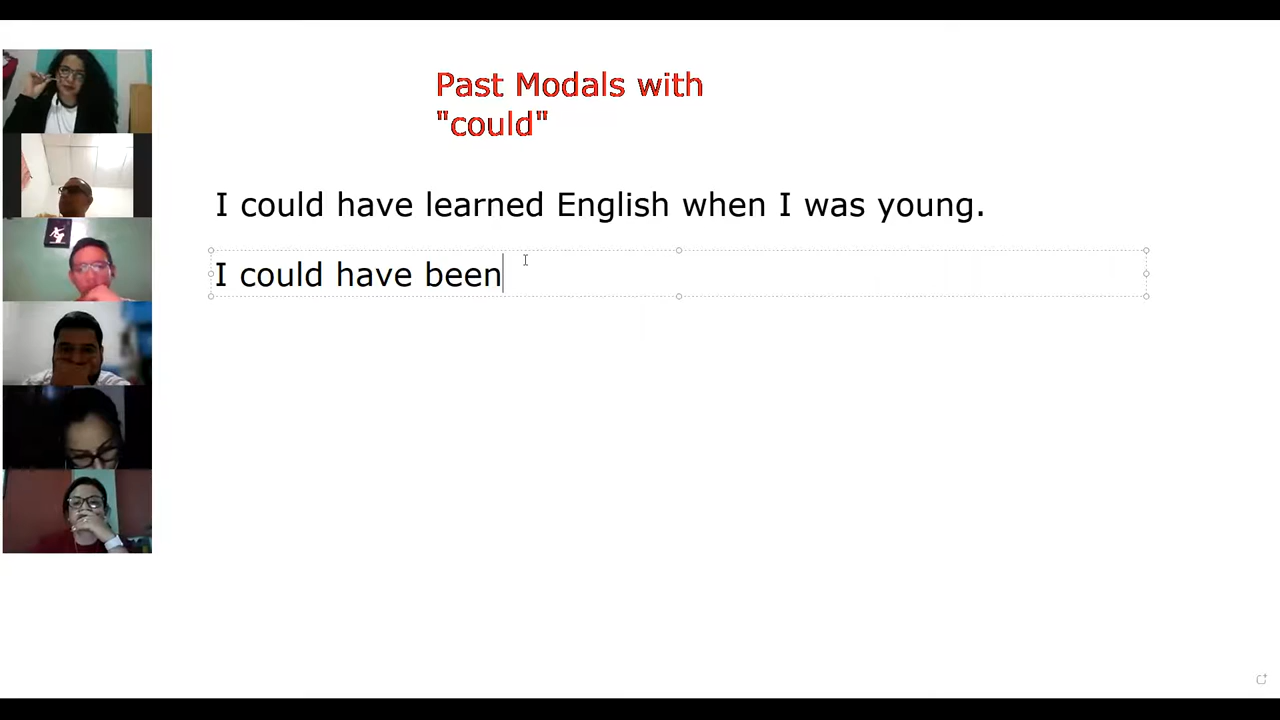 Past Modals with
"could"
I could have learned English when I was young.
I could have been